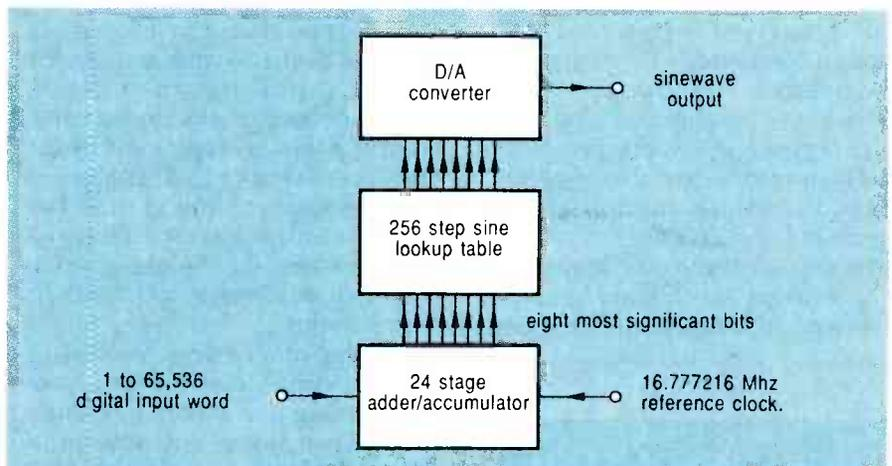 D/A
converter
sinewave
output
256 step sine
lookup table
eight most significant bits
1 to 65,536
d gital input word
24 stage
adder/accumulator
16.777216 Mhz
reference clock.